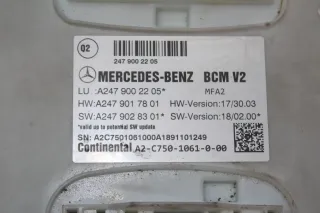 02
247 900 22 05
MERCEDES-BENZ BCM V2
LU :A247 900 22 05* MFA2
HW:A247 901 78 01 HW-Version:17/30.03
SW:A247 902 83 01* SW-Version:18/02.00*
*valid up to potential SW update
SN: A2C7501061000A1891101249
Continental A2-C750-1061-0-00